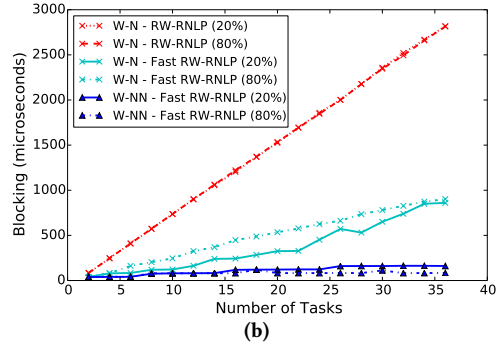 3000
2500
2000
1500
1000
500
0
Blocking (microseconds)
W-N - RW-RNLP (20%)
W-N - RW-RNLP (80%)
W-N - Fast RW-RNLP (20%)
W-N - Fast RW-RNLP (80%)
W-NN - Fast RW-RNLP (20%)
W-NN - Fast RW-RNLP (80%)
0 5 10 15 20 25 30 35 40
Number of Tasks
(b)